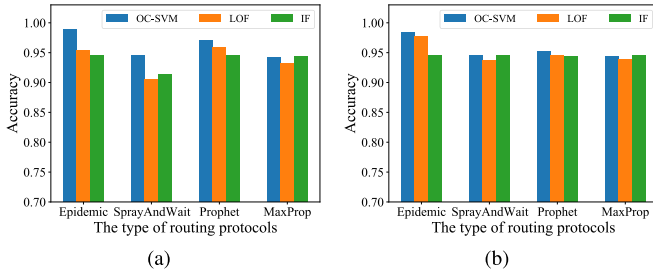 OC-SVM LOF IF
1.00
0.95
0.90
0.85
0.80
0.75
0.70
Accuracy
Epidemic SprayAndWait Prophet MaxProp
The type of routing protocols
(a)
OC-SVM LOF IF
1.00
0.95
0.90
0.85
0.80
0.75
0.70
Accuracy
Epidemic SprayAndWait Prophet MaxProp
The type of routing protocols
(b)